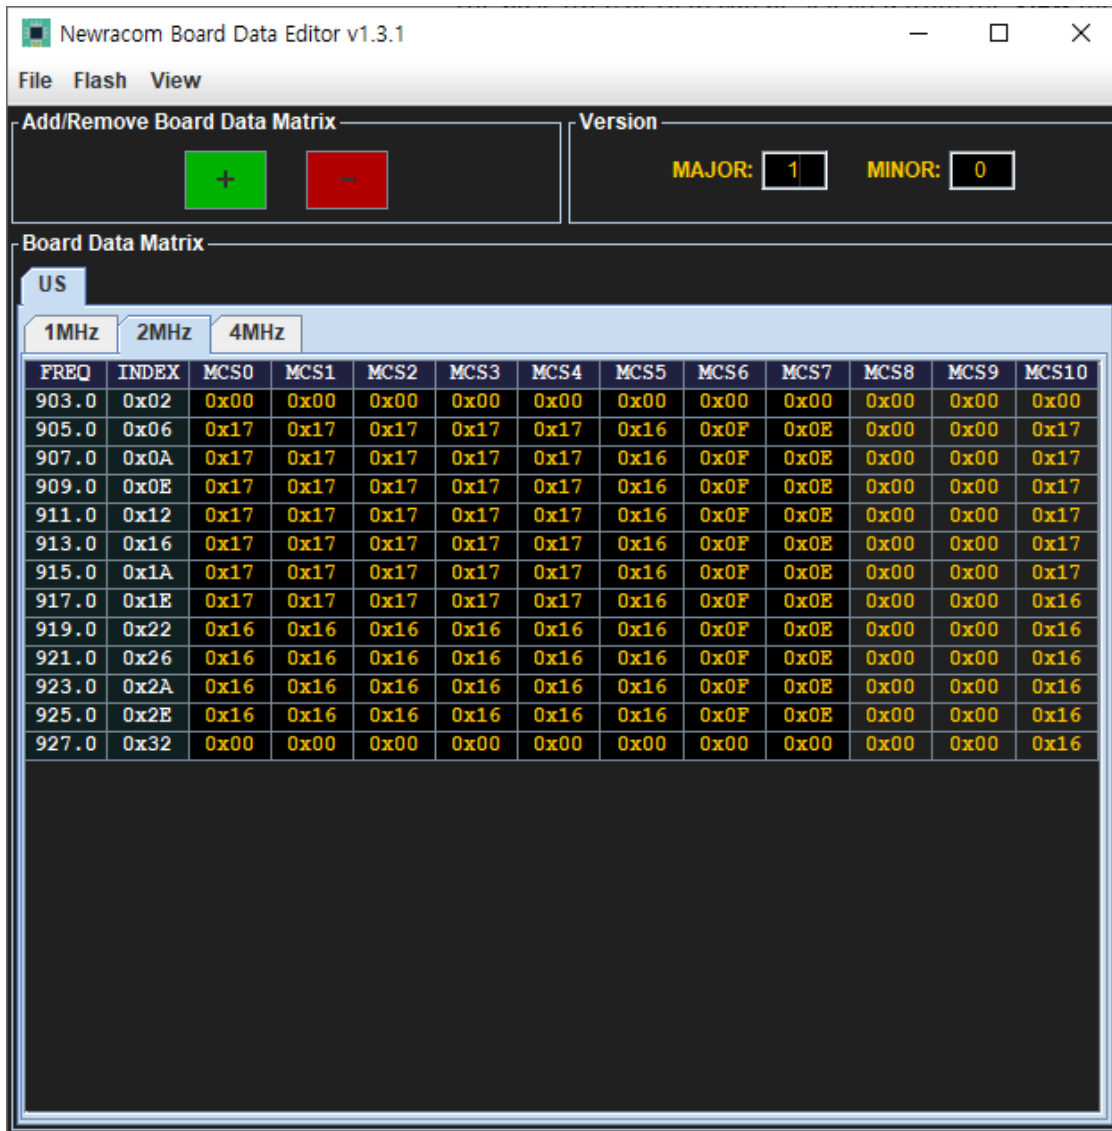 Newracom Board Data Editor v1.3.1
File Flash View
Add/Remove Board Data Matrix
Version
+ -
MAJOR: 1 MINOR: 0
Board Data Matrix
US
1MHz 2MHz 4MHz
FREQ INDEX MCS0 MCS1 MCS2 MCS3 MCS4 MCS5 MCS6 MCS7 MCS8 MCS9 MCS10
903.0 0x02 0x00 0x00 0x00 0x00 0x00 0x00 0x00 0x00 0x00 0x00 0x00
905.0 0x06 0x17 0x17 0x17 0x17 0x17 0x16 0x0F 0x0E 0x00 0x00 0x17
907.0 0x0A 0x17 0x17 0x17 0x17 0x17 0x16 0x0F 0x0E 0x00 0x00 0x17
909.0 0x0E 0x17 0x17 0x17 0x17 0x17 0x16 0x0F 0x0E 0x00 0x00 0x17
911.0 0x12 0x17 0x17 0x17 0x17 0x17 0x16 0x0F 0x0E 0x00 0x00 0x17
913.0 0x16 0x17 0x17 0x17 0x17 0x17 0x16 0x0F 0x0E 0x00 0x00 0x17
915.0 0x1A 0x17 0x17 0x17 0x17 0x17 0x16 0x0F 0x0E 0x00 0x00 0x17
917.0 0x1E 0x17 0x17 0x17 0x17 0x17 0x16 0x0F 0x0E 0x00 0x00 0x16
919.0 0x22 0x16 0x16 0x16 0x16 0x16 0x16 0x0F 0x0E 0x00 0x00 0x16
921.0 0x26 0x16 0x16 0x16 0x16 0x16 0x16 0x0F 0x0E 0x00 0x00 0x16
923.0 0x2A 0x16 0x16 0x16 0x16 0x16 0x16 0x0F 0x0E 0x00 0x00 0x16
925.0 0x2E 0x16 0x16 0x16 0x16 0x16 0x16 0x0F 0x0E 0x00 0x00 0x16
927.0 0x32 0x00 0x00 0x00 0x00 0x00 0x00 0x00 0x00 0x00 0x00 0x16